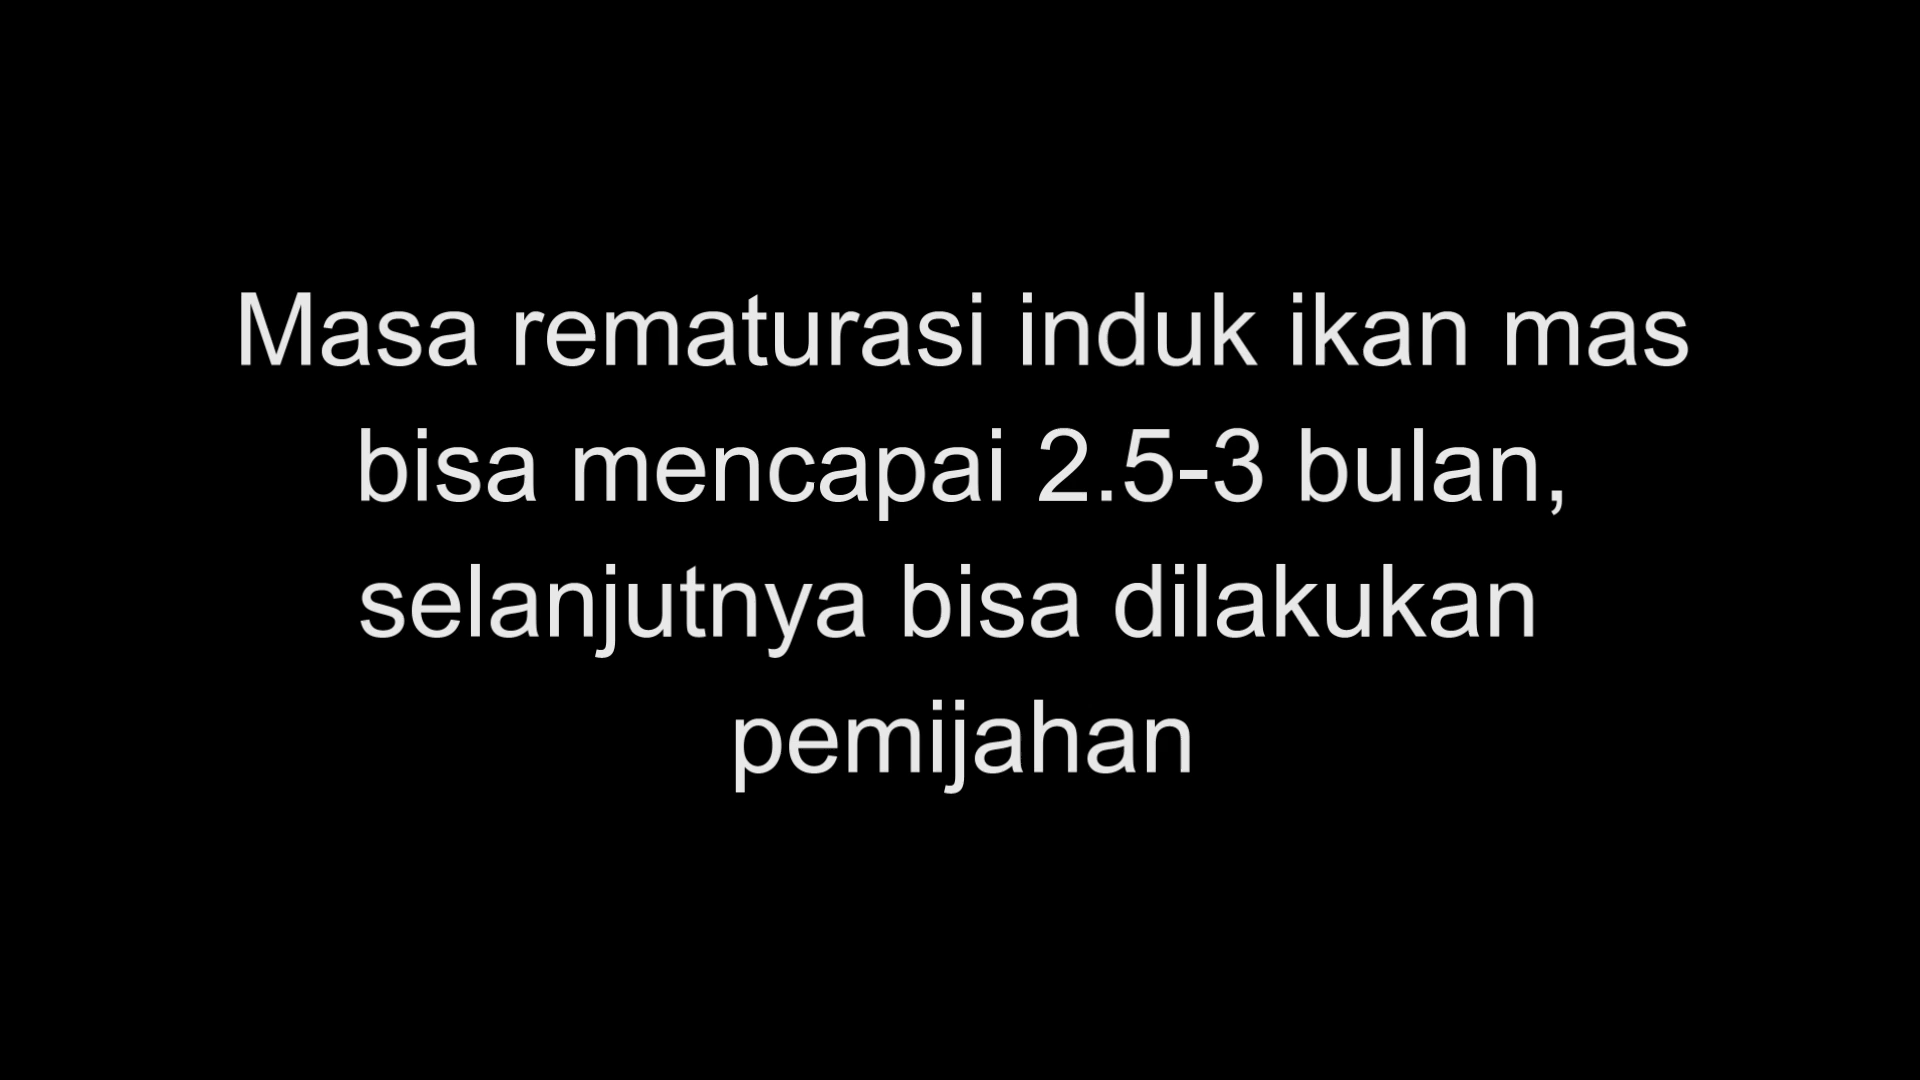 Masa rematurasi induk ikan mas
bisa mencapai 2.5-3 bulan,
selanjutnya bisa dilakukan
pemijahan